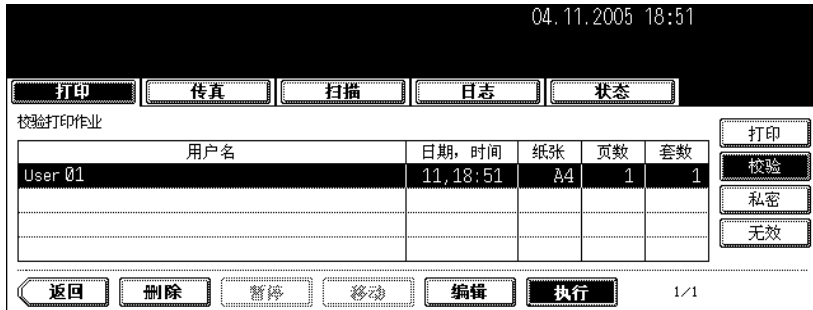 04.11.2005 18:51
打印 传真 扫描 日志 状态
校验打印作业
用户名 日期，时间 纸张 页数 套数
User 01 11,18:51 A4 1 1
打印
校验
私密
无效
返回 删除 暂停 移动 编辑 执行 1/1